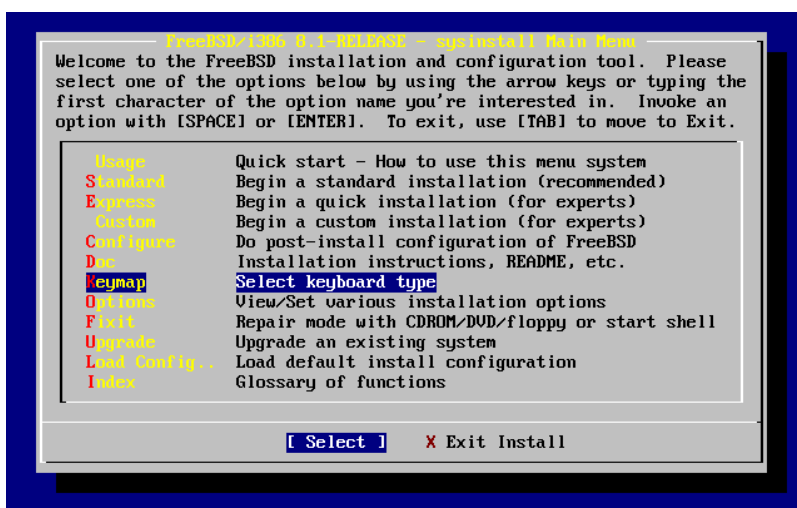 FreeBSD/i386 8.1-RELEASE - sysinstall Main Menu
Welcome to the FreeBSD installation and configuration tool.  Please
select one of the options below by using the arrow keys or typing the
first character of the option name you're interested in.  Invoke an
option with [SPACE] or [ENTER].  To exit, use [TAB] to move to Exit.
Usage Quick start - How to use this menu system
Standard Begin a standard installation (recommended)
Express Begin a quick installation (for experts)
Custom Begin a custom installation (for experts)
Configure Do post-install configuration of FreeBSD
Doc Installation instructions, README, etc.
Keymap Select keyboard type
Options View/Set various installation options
Fixit Repair mode with CDROM/DVD/floppy or start shell
Upgrade Upgrade an existing system
Load Config.. Load default install configuration
Index Glossary of functions
[ Select ] X Exit Install